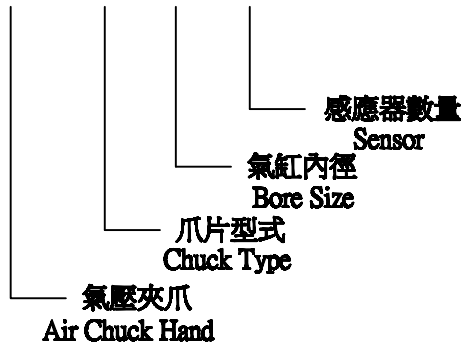 感應器數量
Sensor
氣缸內徑
Bore Size
爪片型式
Chuck Type
氣壓夾爪
Air Chuck Hand